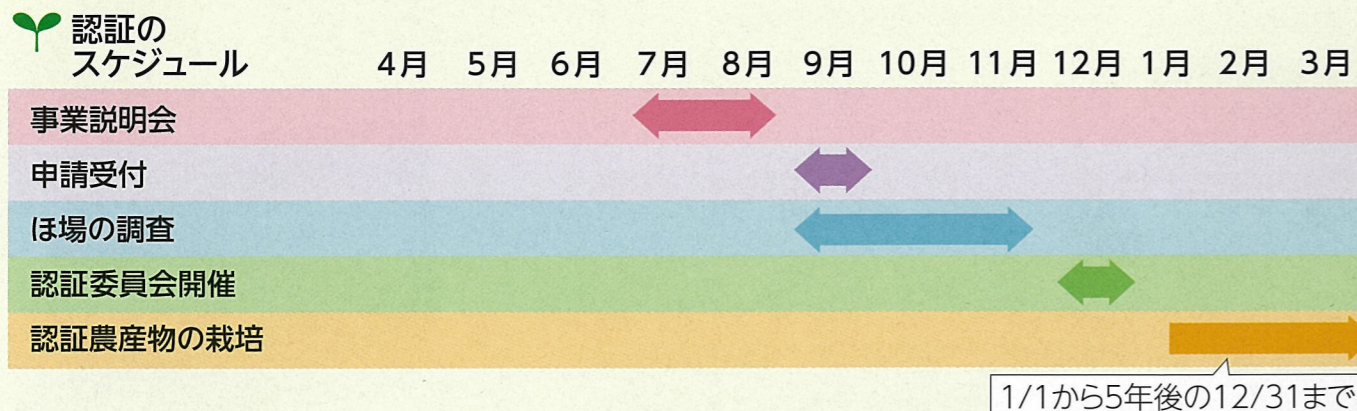 認証の
スケジュール
4月 5月 6月 7月 8月 9月 10月 11月 12月 1月 2月 3月
事業説明会
申請受付
ほ場の調査
認証委員会開催
認証農産物の栽培
1/1から5年後の12/31まで